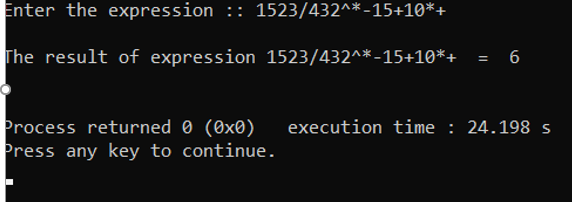 Enter the expression :: 1523/432^*-15+10*+
The result of expression 1523/432^*-15+10*+  =  6
Process returned 0 (0x0)   execution time : 24.198 s
Press any key to continue.